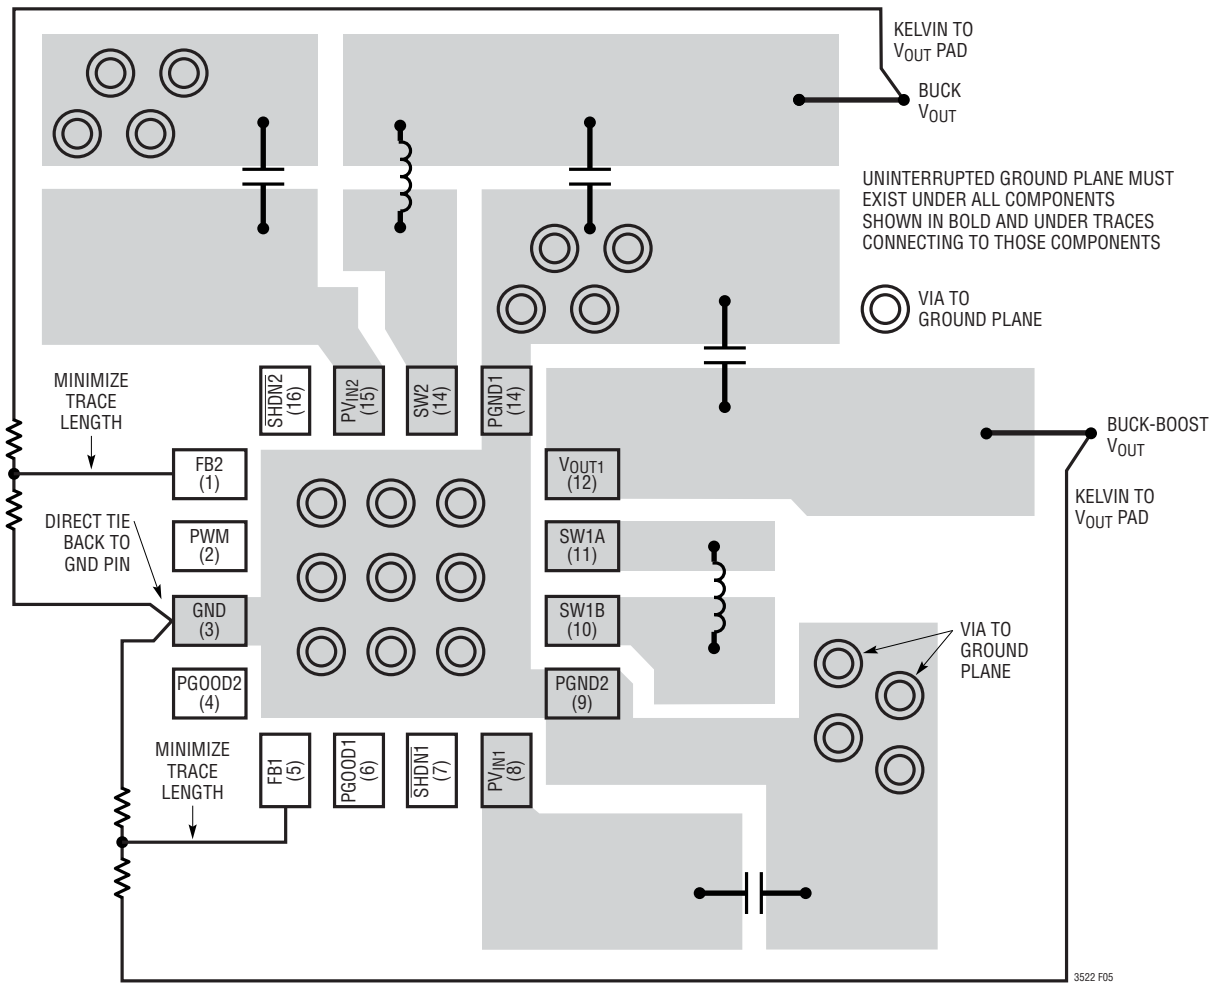 KELVIN TO
VOUT PAD
BUCK
VOUT
UNINTERRUPTED GROUND PLANE MUST
EXIST UNDER ALL COMPONENTS
SHOWN IN BOLD AND UNDER TRACES
CONNECTING TO THOSE COMPONENTS
VIA TO
GROUND PLANE
MINIMIZE
TRACE
LENGTH
SHDN2
(16)
PVIN2
(15)
SW2
(14)
PGND1
(14)
FB2
(1)
VOUT1
(12)
BUCK-BOOST
VOUT
KELVIN TO
VOUT PAD
DIRECT TIE
BACK TO
GND PIN
PWM
(2)
SW1A
(11)
GND
(3)
SW1B
(10)
VIA TO
GROUND
PLANE
PGOOD2
(4)
PGND2
(9)
MINIMIZE
TRACE
LENGTH
FB1
(5)
PGOOD1
(6)
SHDN1
(7)
PVIN1
(8)
3522 F05